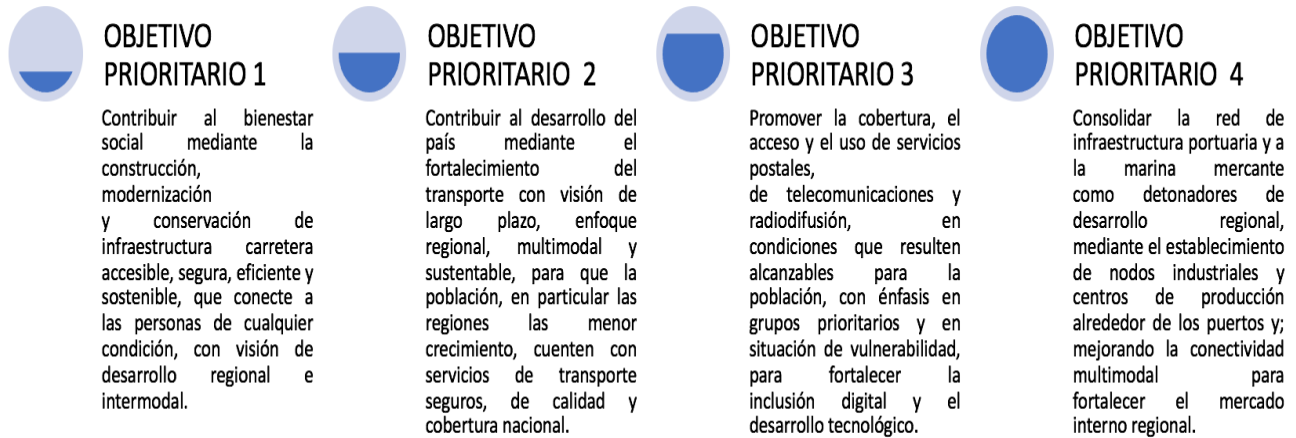 OBJETIVO
PRIORITARIO 1
Contribuir al bienestar
social mediante la
construcción,
modernización
y conservación de
infraestructura carretera
accesible, segura, eficiente y
sostenible, que conecte a
las personas de cualquier
condición, con visión de
desarrollo regional e
intermodal.
OBJETIVO
PRIORITARIO 2
Contribuir al desarrollo del
país mediante el
fortalecimiento del
transporte con visión de
largo plazo, enfoque
regional, multimodal y
sustentable, para que la
población, en particular las
regiones las menor
crecimiento, cuenten con
servicios de transporte
seguros, de calidad y
cobertura nacional.
OBJETIVO
PRIORITARIO 3
Promover la cobertura, el
acceso y el uso de servicios
postales,
de telecomunicaciones y
radiodifusión, en
condiciones que resulten
alcanzables para la
población, con énfasis en
grupos prioritarios y en
situación de vulnerabilidad,
para fortalecer la
inclusión digital y el
desarrollo tecnológico.
OBJETIVO
PRIORITARIO 4
Consolidar la red de
infraestructura portuaria y a
la marina mercante
como detonadores de
desarrollo regional,
mediante el establecimiento
de nodos industriales y
centros de producción
alrededor de los puertos y;
mejorando la conectividad
multimodal para
fortalecer el mercado
interno regional.